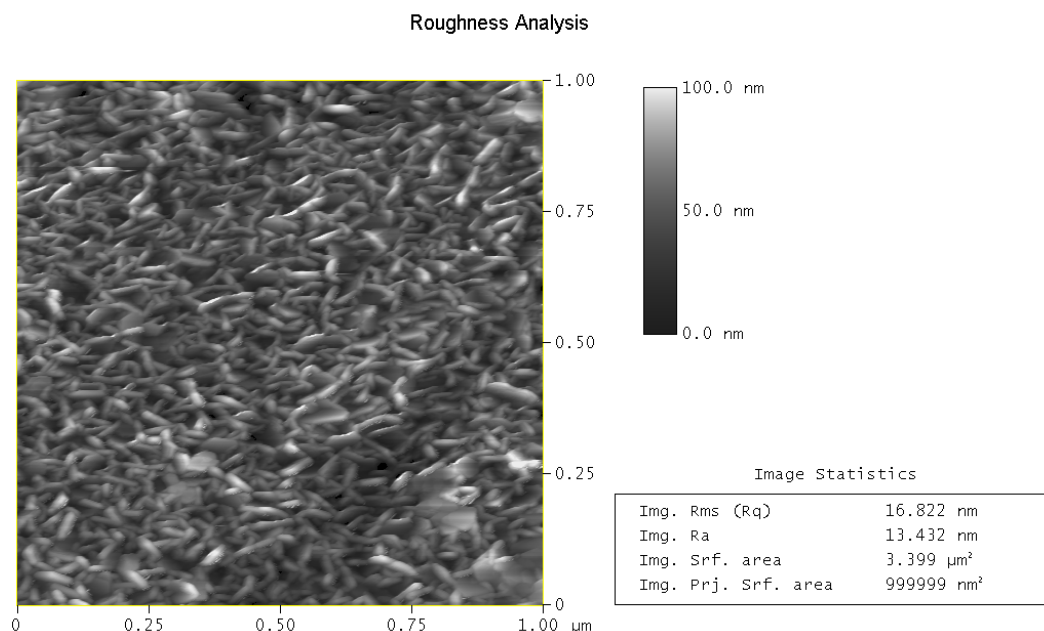 Roughness Analysis
1.00
0.75
0.50
0.25
0
0 0.25 0.50 0.75 1.00 µm
100.0 nm
50.0 nm
0.0 nm
Image Statistics
Img. Rms (Rq) 16.822 nm
Img. Ra 13.432 nm
Img. Srf. area 3.399 µm²
Img. Prj. Srf. area 999999 nm²